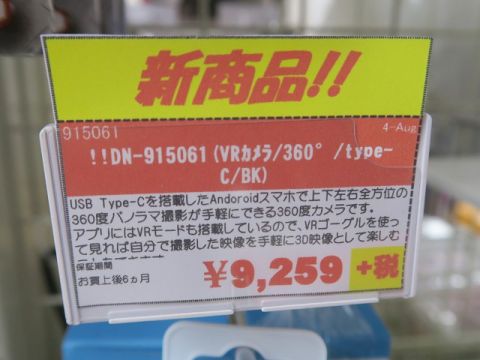 新商品!!
915061
4-Aug
!!DN-915061(VRカメラ/360°/type-
C/BK)
USB Type-Cを搭載したAndoroidスマホで上下左右全方位の
360度パノラマ撮影が手軽にできる360度カメラです。
アプリにはVRモードも搭載しているので、VRゴーグルを使っ
て見れば自分で撮影した映像を手軽に3D映像として楽しむ
保証期間
お買上後6ヵ月
¥9,259
+税